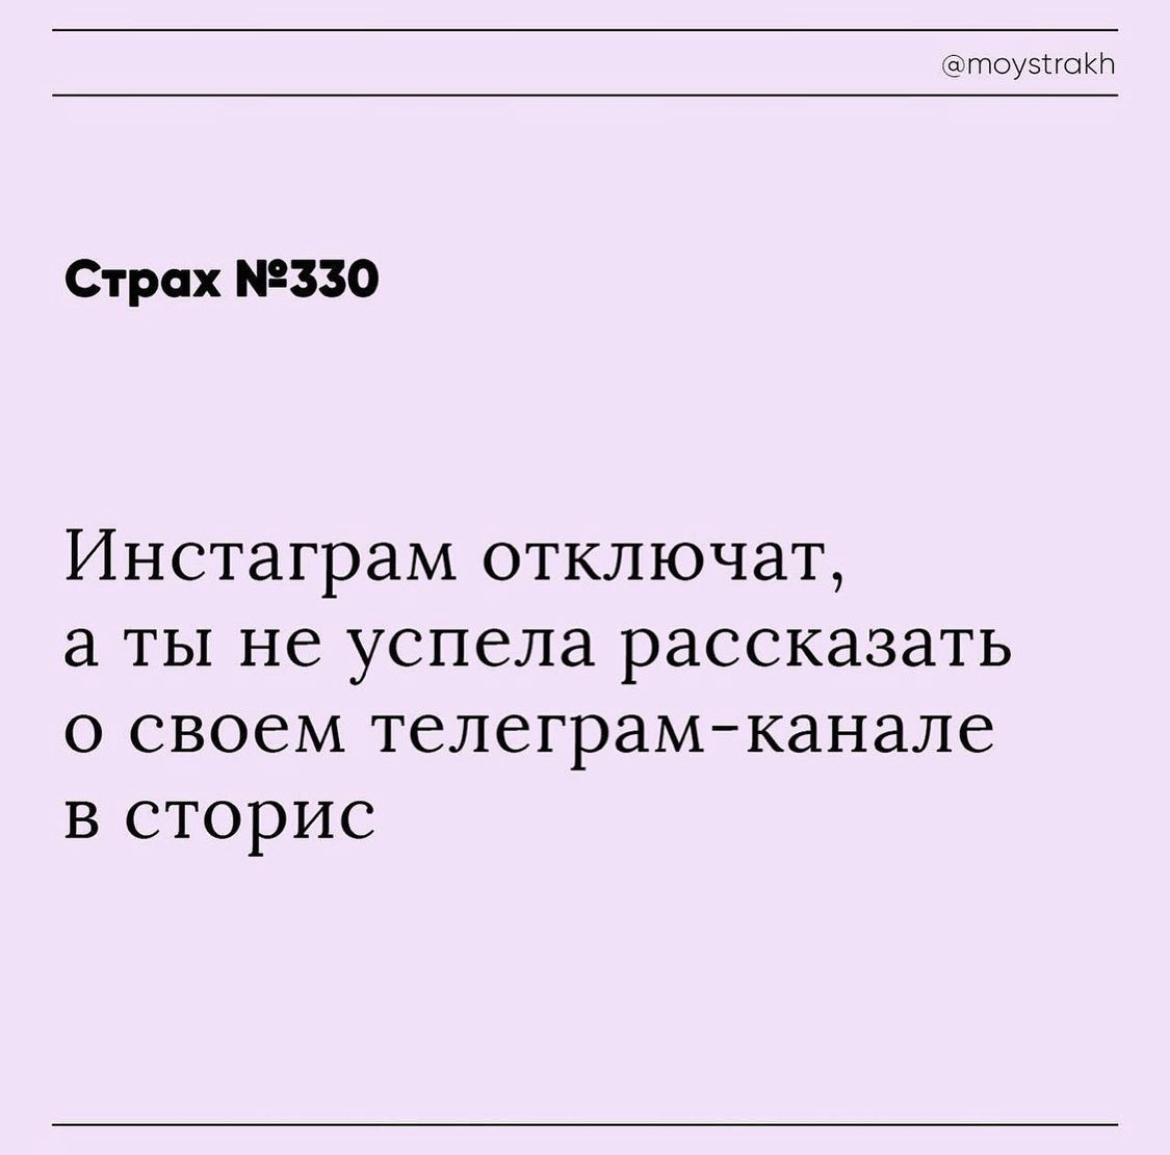 @moystrakh
Страх №330
Инстаграм отключат,
а ты не успела рассказать
о своем телеграм-канале
в сторис